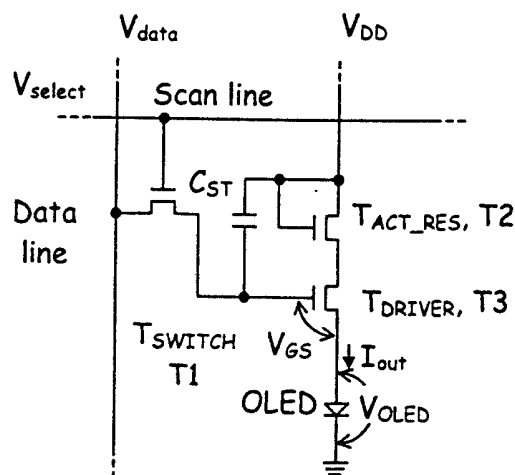 Vdata
VDD
Vselect
Scan line
CST
Data
line
TACT_RES, T2
TDRIVER, T3
TSWITCH
T1
VGS
Iout
OLED
VOLED